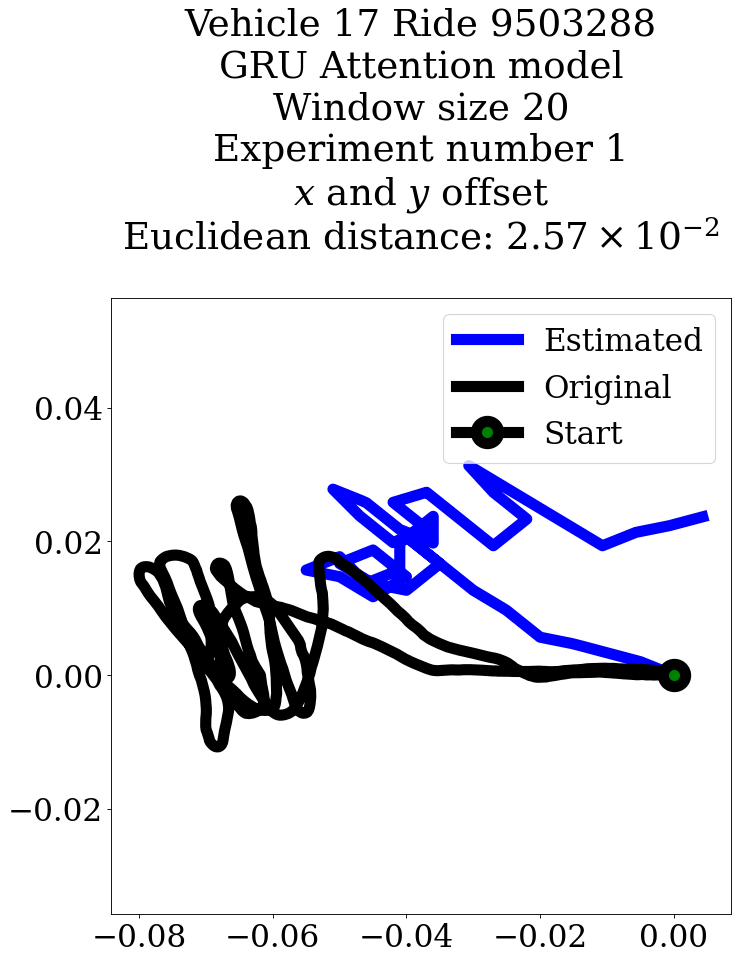 Vehicle 17 Ride 9503288
GRU Attention model
Window size 20
Experiment number 1
x and y offset
Euclidean distance: 2.57 × 10⁻²
Estimated
Original
Start
0.04
0.02
0.00
−0.02
−0.08
−0.06
−0.04
−0.02
0.00